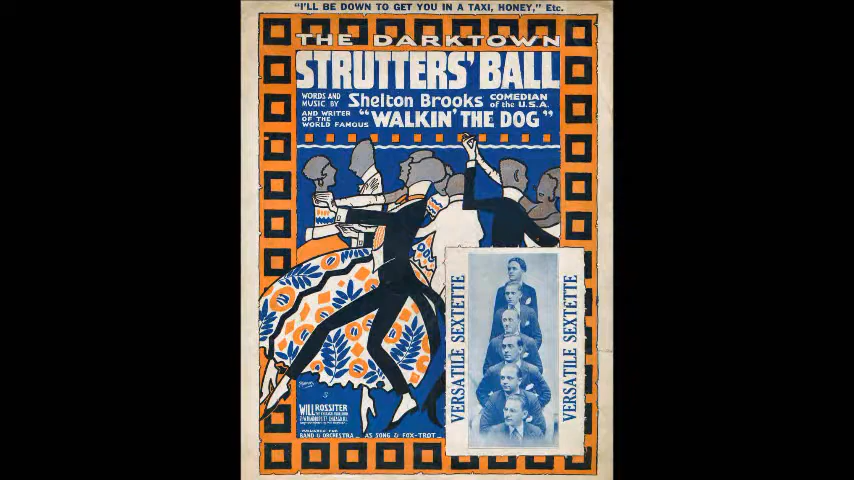 "I'LL BE DOWN TO GET YOU IN A TAXI, HONEY," Etc.
THE DARKTOWN
STRUTTERS' BALL
WORDS AND MUSIC BY Shelton Brooks COMEDIAN of the U.S.A.
AND WRITER OF THE WORLD FAMOUS "WALKIN' THE DOG"
VERSATILE SEXTETTE
VERSATILE SEXTETTE
WILL ROSSITER
BAND & ORCHESTRA - AS SONG & FOX-TROT